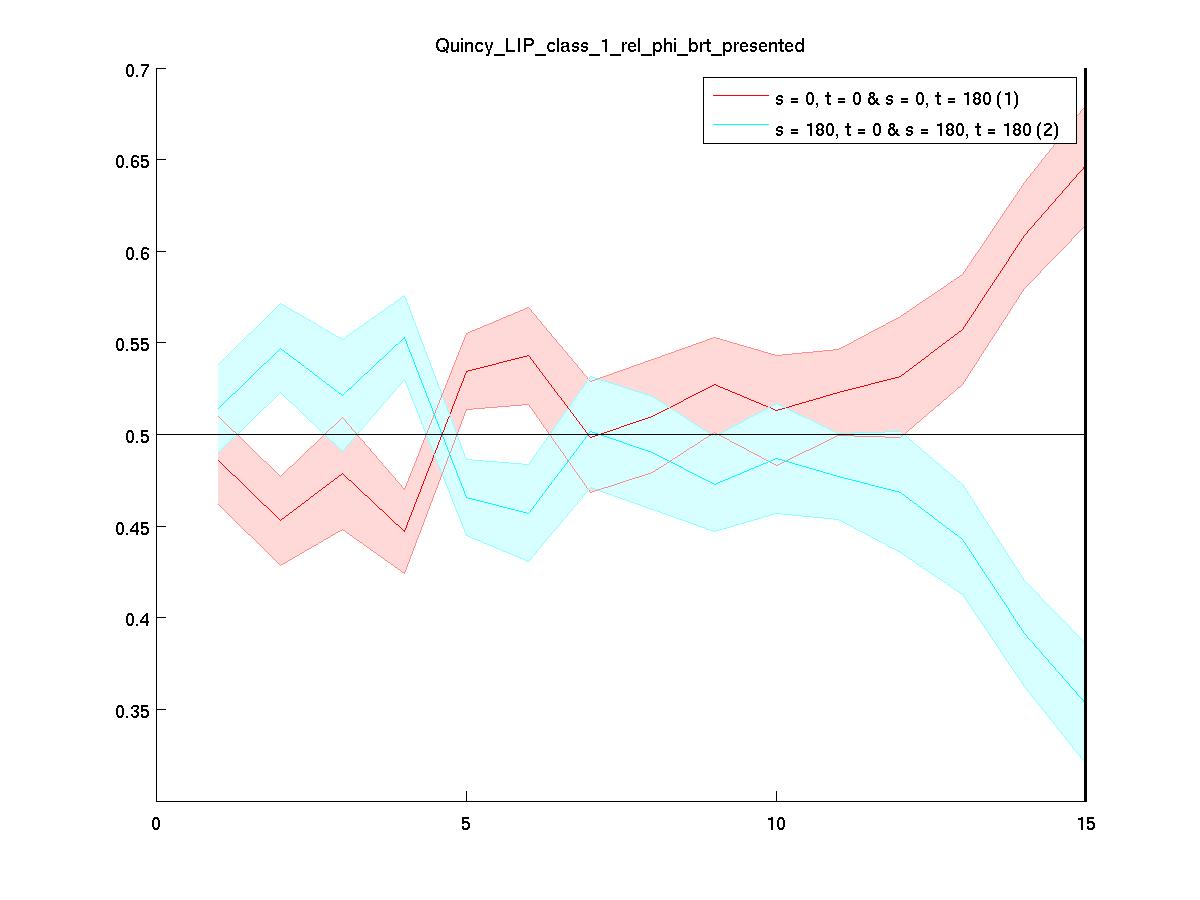 Quincy_LIP_class_1_rel_phi_brt_presented
s = 0, t = 0 & s = 0, t = 180 (1)
s = 180, t = 0 & s = 180, t = 180 (2)
0.7
0.65
0.6
0.55
0.5
0.45
0.4
0.35
0 5 10 15